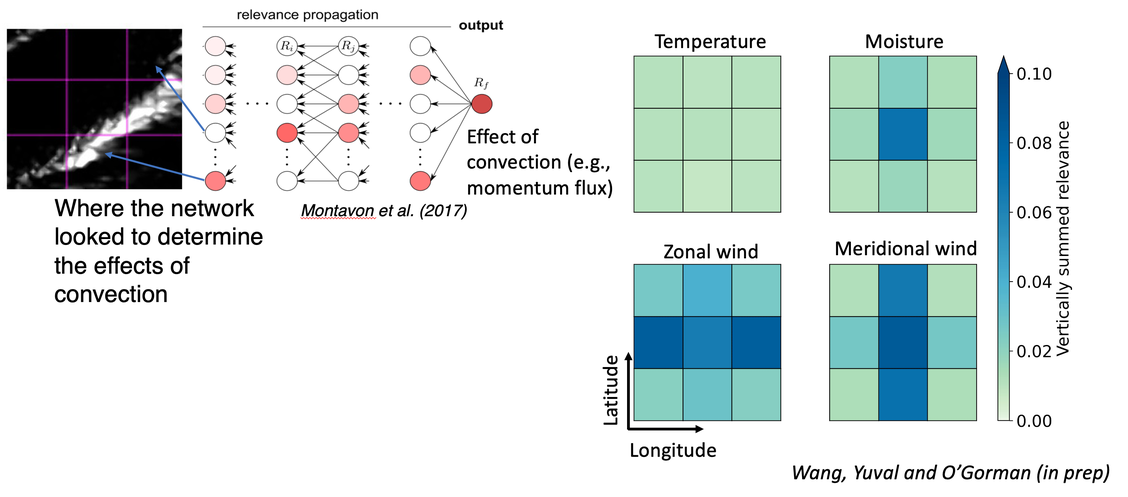 relevance propagation
output
R_i
R_j
R_f
Effect of
convection (e.g.,
momentum flux)
Montavon et al. (2017)
Where the network
looked to determine
the effects of
convection
Temperature
Moisture
Zonal wind
Meridional wind
Latitude
Longitude
0.10
0.08
0.06
0.04
0.02
0.00
Vertically summed relevance
Wang, Yuval and O'Gorman (in prep)